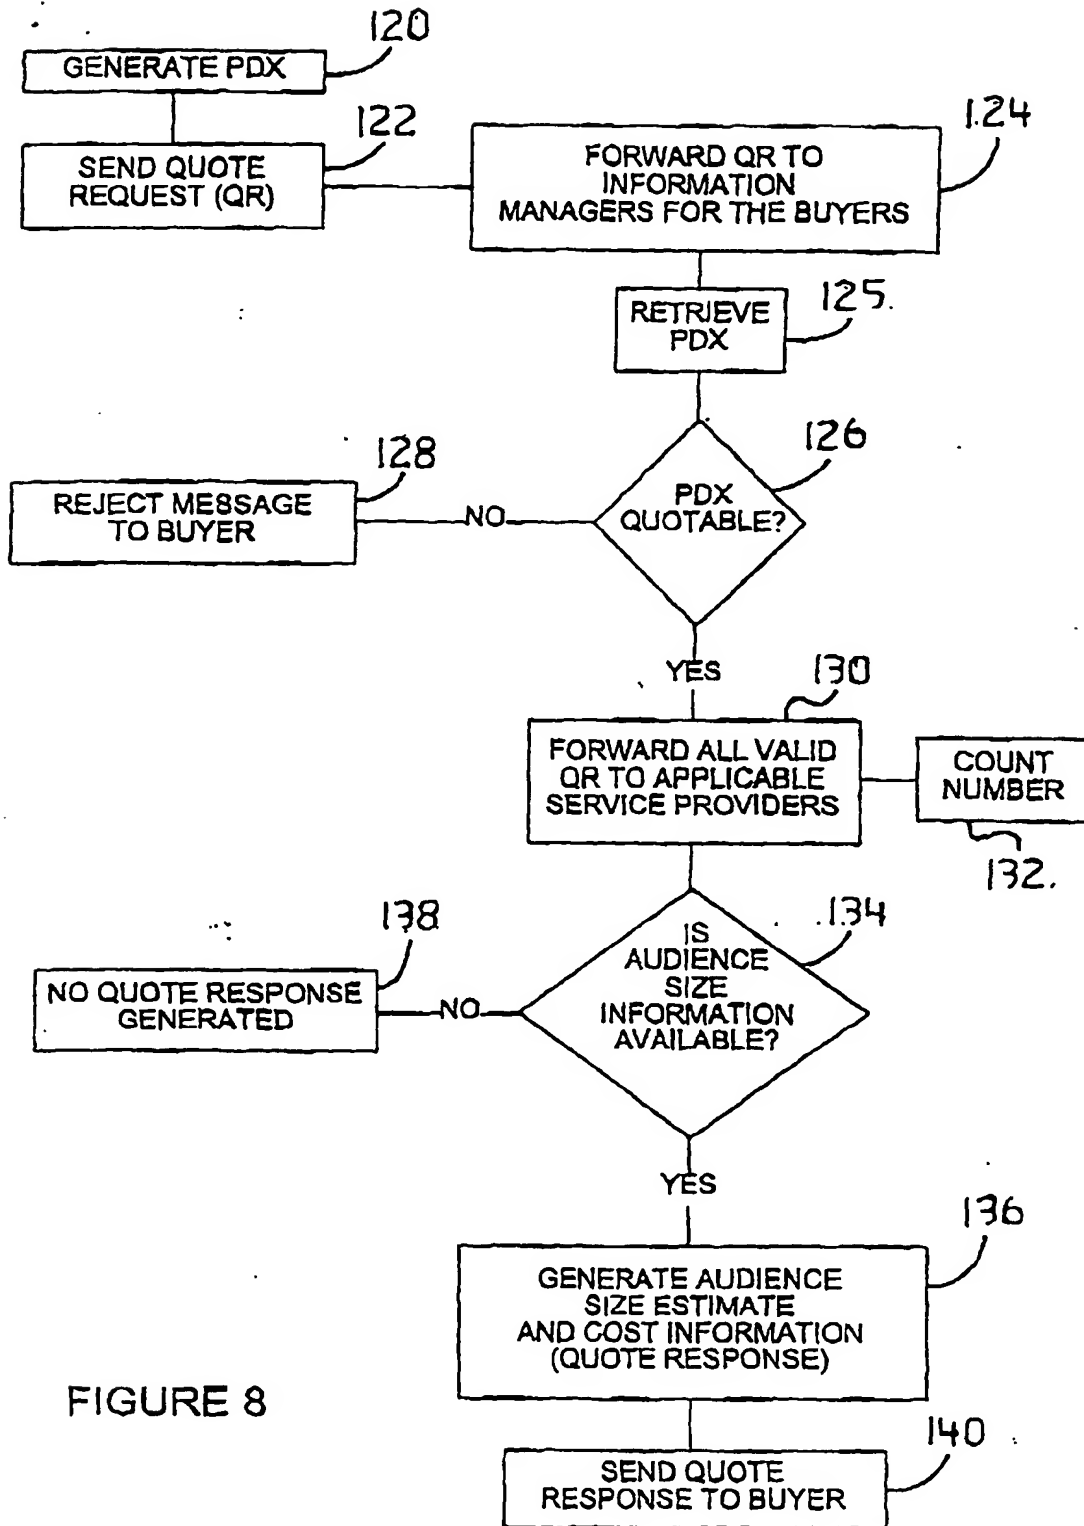 120
GENERATE PDX
122
SEND QUOTE
REQUEST (QR)
1.24
FORWARD QR TO
INFORMATION
MANAGERS FOR THE BUYERS
125.
RETRIEVE
PDX
126
PDX
QUOTABLE?
128
REJECT MESSAGE
TO BUYER
NO
YES
130
FORWARD ALL VALID
QR TO APPLICABLE
SERVICE PROVIDERS
COUNT
NUMBER
132.
134
IS
AUDIENCE
SIZE
INFORMATION
AVAILABLE?
138
NO QUOTE RESPONSE
GENERATED
NO
YES
136
GENERATE AUDIENCE
SIZE ESTIMATE
AND COST INFORMATION
(QUOTE RESPONSE)
FIGURE 8
140
SEND QUOTE
RESPONSE TO BUYER